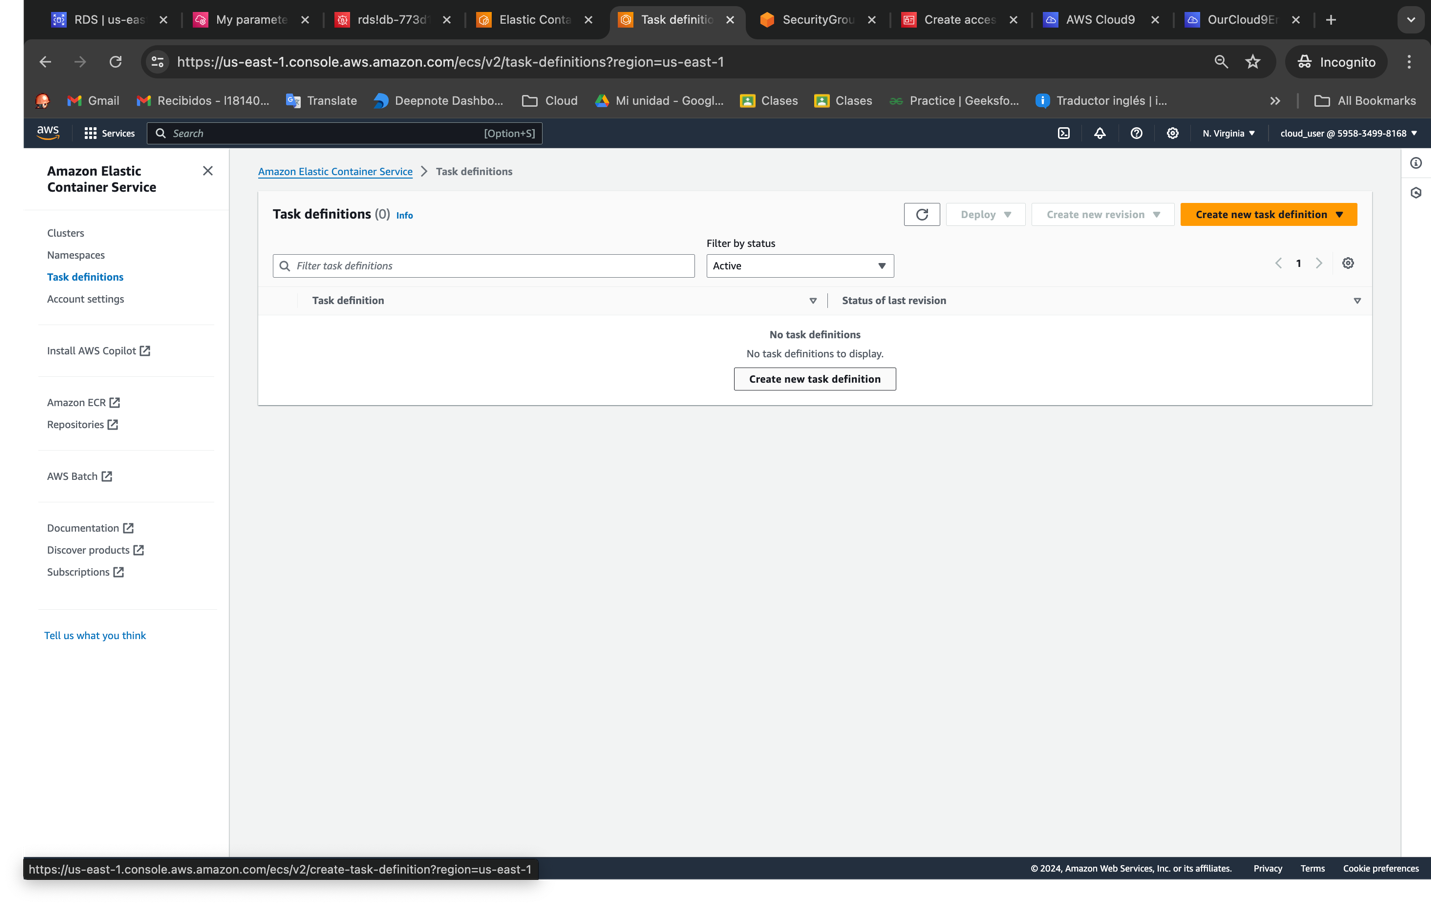 RDS | us-eas
My paramete
rds!db-773d
Elastic Conta
Task definitio
SecurityGrou
Create acces
AWS Cloud9
OurCloud9En
https://us-east-1.console.aws.amazon.com/ecs/v2/task-definitions?region=us-east-1
Incognito
Gmail
Recibidos - l18140...
Translate
Deepnote Dashbo...
Cloud
Mi unidad - Googl...
Clases
Clases
Practice | Geeksfo...
Traductor inglés | i...
All Bookmarks
aws
Services
Search
[Option+S]
N. Virginia
cloud_user @ 5958-3499-8168
Amazon Elastic
Container Service
Clusters
Namespaces
Task definitions
Account settings
Install AWS Copilot
Amazon ECR
Repositories
AWS Batch
Documentation
Discover products
Subscriptions
Tell us what you think
Amazon Elastic Container Service > Task definitions
Task definitions (0) Info
Deploy
Create new revision
Create new task definition
Filter by status
Filter task definitions
Active
1
Task definition
Status of last revision
No task definitions
No task definitions to display.
Create new task definition
https://us-east-1.console.aws.amazon.com/ecs/v2/create-task-definition?region=us-east-1
© 2024, Amazon Web Services, Inc. or its affiliates.
Privacy
Terms
Cookie preferences